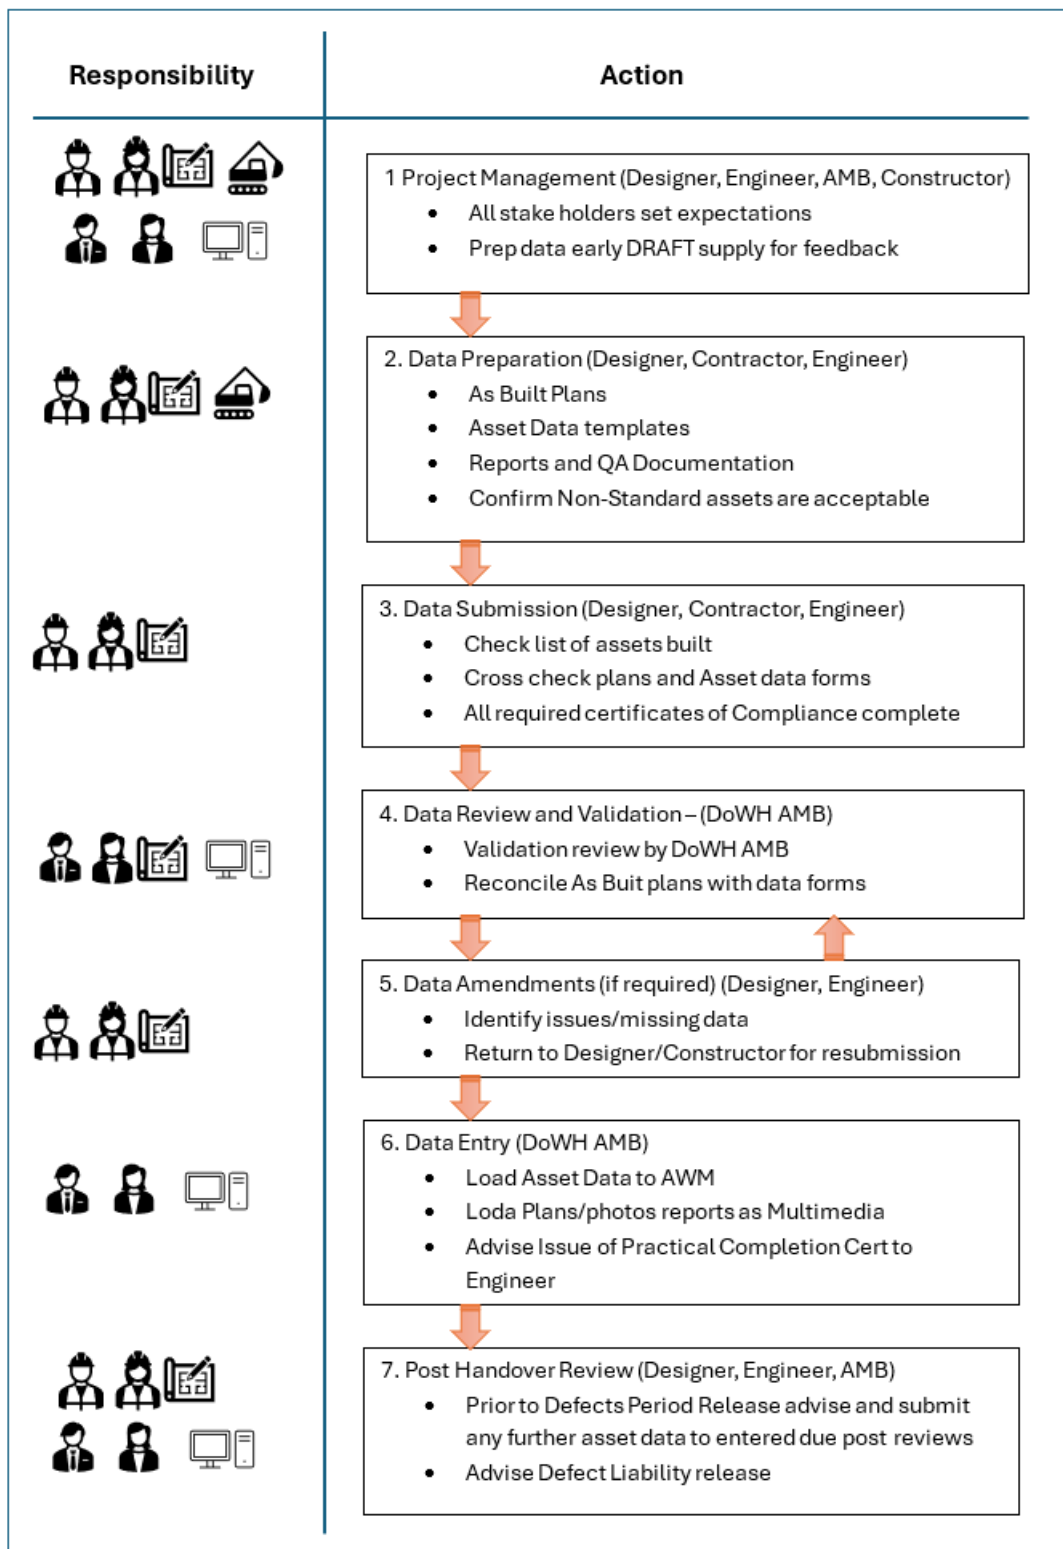 Responsibility
Action
1 Project Management (Designer, Engineer, AMB, Constructor)
• All stake holders set expectations
• Prep data early DRAFT supply for feedback
2. Data Preparation (Designer, Contractor, Engineer)
• As Built Plans
• Asset Data templates
• Reports and QA Documentation
• Confirm Non-Standard assets are acceptable
3. Data Submission (Designer, Contractor, Engineer)
• Check list of assets built
• Cross check plans and Asset data forms
• All required certificates of Compliance complete
4. Data Review and Validation – (DoWH AMB)
• Validation review by DoWH AMB
• Reconcile As Buit plans with data forms
5. Data Amendments (if required) (Designer, Engineer)
• Identify issues/missing data
• Return to Designer/Constructor for resubmission
6. Data Entry (DoWH AMB)
• Load Asset Data to AWM
• Loda Plans/photos reports as Multimedia
• Advise Issue of Practical Completion Cert to
Engineer
7. Post Handover Review (Designer, Engineer, AMB)
• Prior to Defects Period Release advise and submit
any further asset data to entered due post reviews
• Advise Defect Liability release